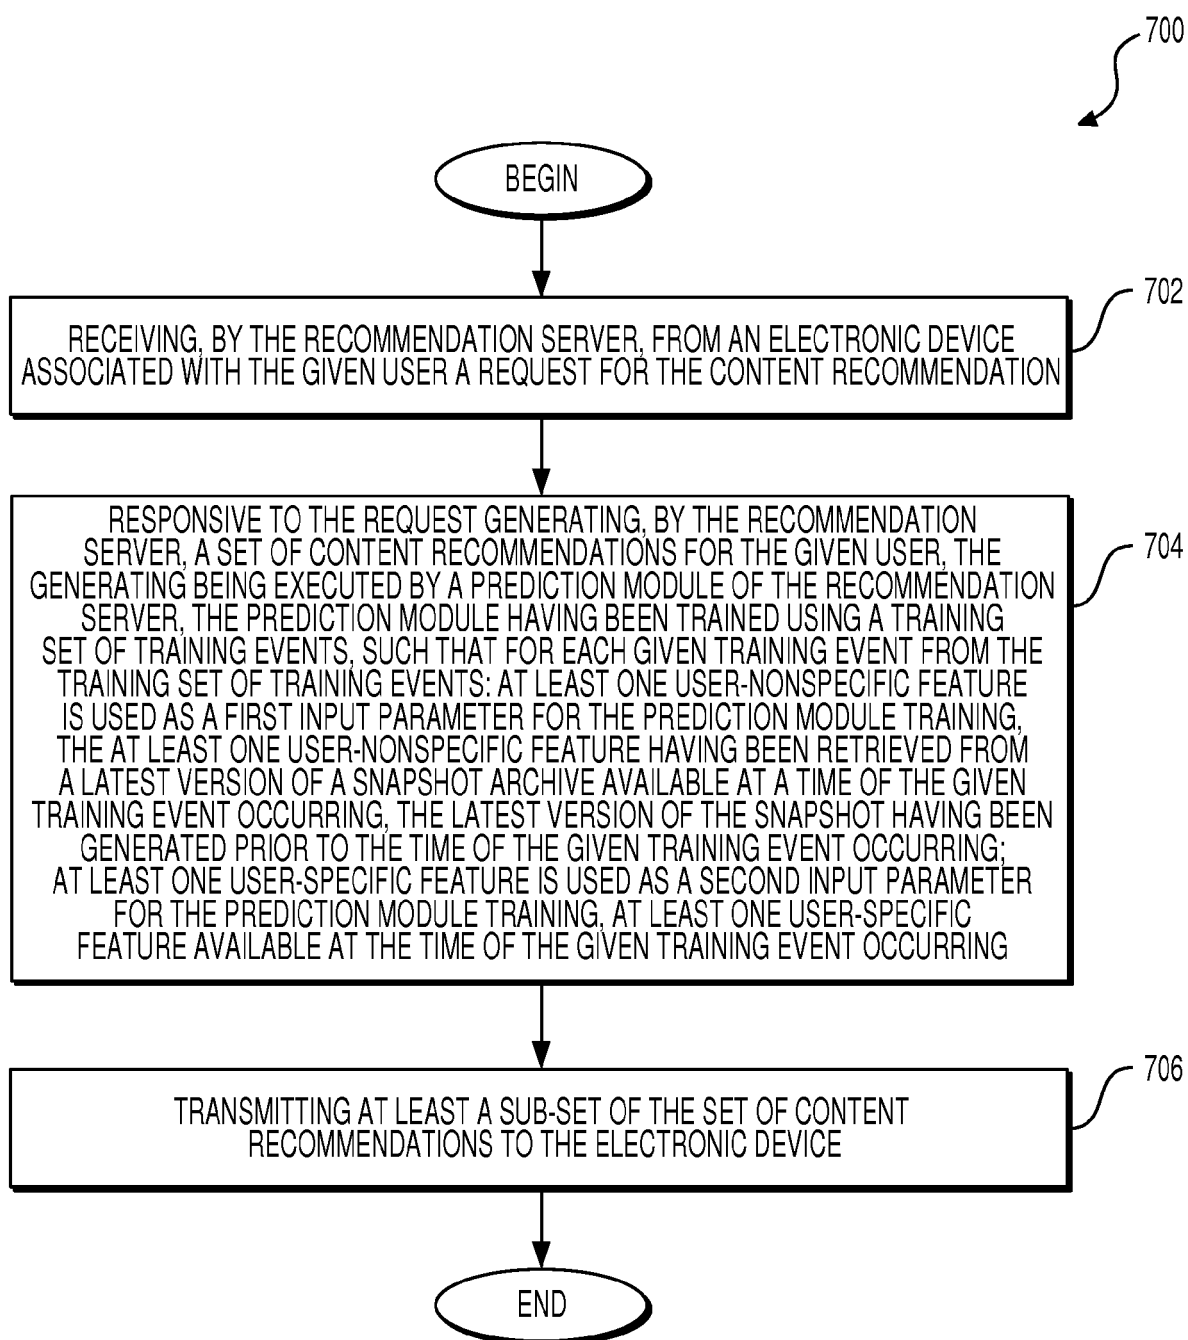 700
BEGIN
702
RECEIVING, BY THE RECOMMENDATION SERVER, FROM AN ELECTRONIC DEVICE
ASSOCIATED WITH THE GIVEN USER A REQUEST FOR THE CONTENT RECOMMENDATION
RESPONSIVE TO THE REQUEST GENERATING, BY THE RECOMMENDATION
SERVER, A SET OF CONTENT RECOMMENDATIONS FOR THE GIVEN USER, THE
704
GENERATING BEING EXECUTED BY A PREDICTION MODULE OF THE RECOMMENDATION
SERVER, THE PREDICTION MODULE HAVING BEEN TRAINED USING A TRAINING
SET OF TRAINING EVENTS, SUCH THAT FOR EACH GIVEN TRAINING EVENT FROM THE
TRAINING SET OF TRAINING EVENTS: AT LEAST ONE USER-NONSPECIFIC FEATURE
IS USED AS A FIRST INPUT PARAMETER FOR THE PREDICTION MODULE TRAINING,
THE AT LEAST ONE USER-NONSPECIFIC FEATURE HAVING BEEN RETRIEVED FROM
A LATEST VERSION OF A SNAPSHOT ARCHIVE AVAILABLE AT A TIME OF THE GIVEN
TRAINING EVENT OCCURRING, THE LATEST VERSION OF THE SNAPSHOT HAVING BEEN
GENERATED PRIOR TO THE TIME OF THE GIVEN TRAINING EVENT OCCURRING;
AT LEAST ONE USER-SPECIFIC FEATURE IS USED AS A SECOND INPUT PARAMETER
FOR THE PREDICTION MODULE TRAINING, AT LEAST ONE USER-SPECIFIC
FEATURE AVAILABLE AT THE TIME OF THE GIVEN TRAINING EVENT OCCURRING
706
TRANSMITTING AT LEAST A SUB-SET OF THE SET OF CONTENT
RECOMMENDATIONS TO THE ELECTRONIC DEVICE
END